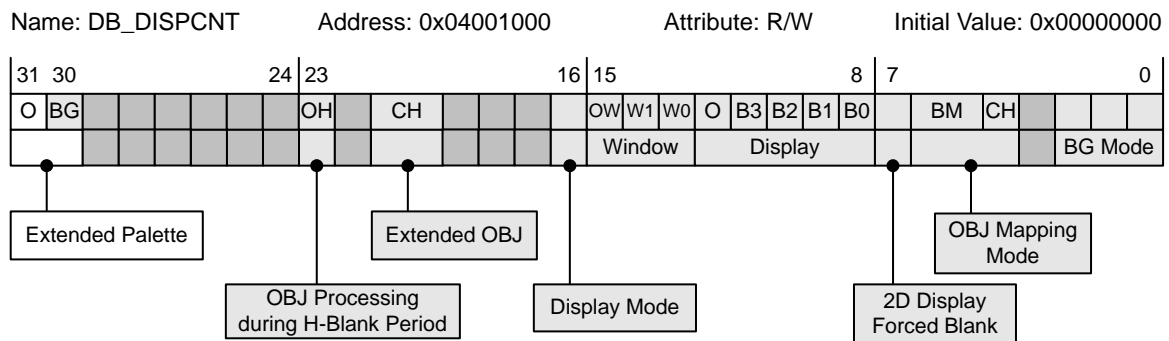 Name: DB_DISPCNT Address: 0x04001000 Attribute: R/W Initial Value: 0x00000000
31 30 24 23 16 15 8 7 0
O BG OH CH OW W1 W0 O B3 B2 B1 B0 BM CH
Window Display BG Mode
Extended Palette
Extended OBJ
OBJ Mapping
Mode
OBJ Processing
during H-Blank Period
Display Mode
2D Display
Forced Blank